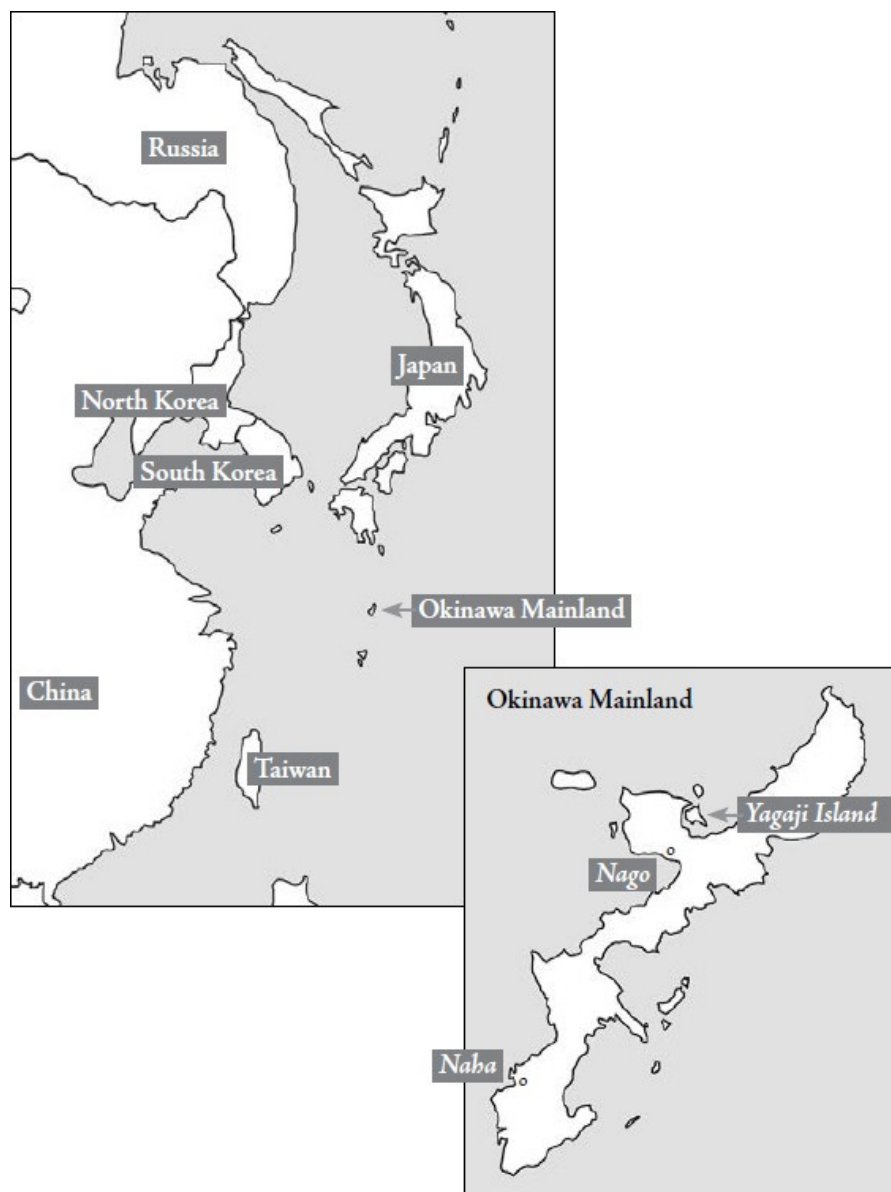 Russia
Japan
North Korea
South Korea
Okinawa Mainland
China
Taiwan
Okinawa Mainland
Yagaji Island
Nago
Naha